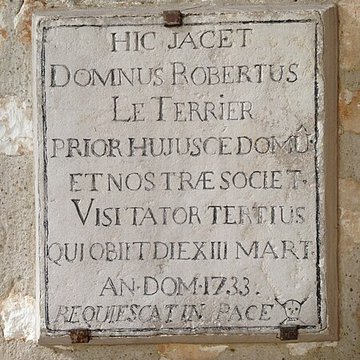 HIC JACET
DOMNUS ROBERTUS
LE TERRIER
PRIOR HUJUSCE DOMÛS
ET NOSTRÆ SOCIET.
VISITATOR TERTIUS
QUI OBIIT DIE XIII MART.
AN·DOM·1733.
REQUIESCAT IN PACE